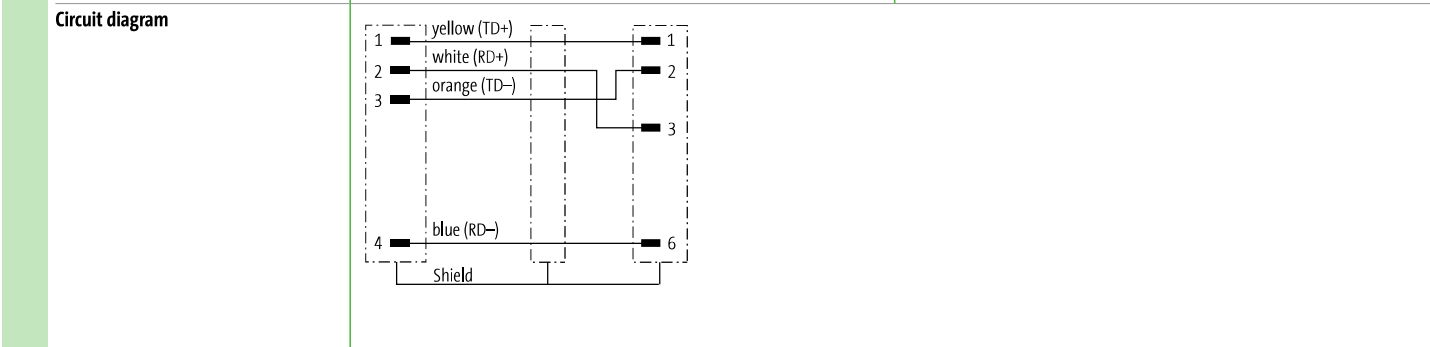 Circuit diagram
yellow (TD+)
1 1
white (RD+)
2 2
orange (TD–)
3
3
blue (RD–)
4 6
Shield